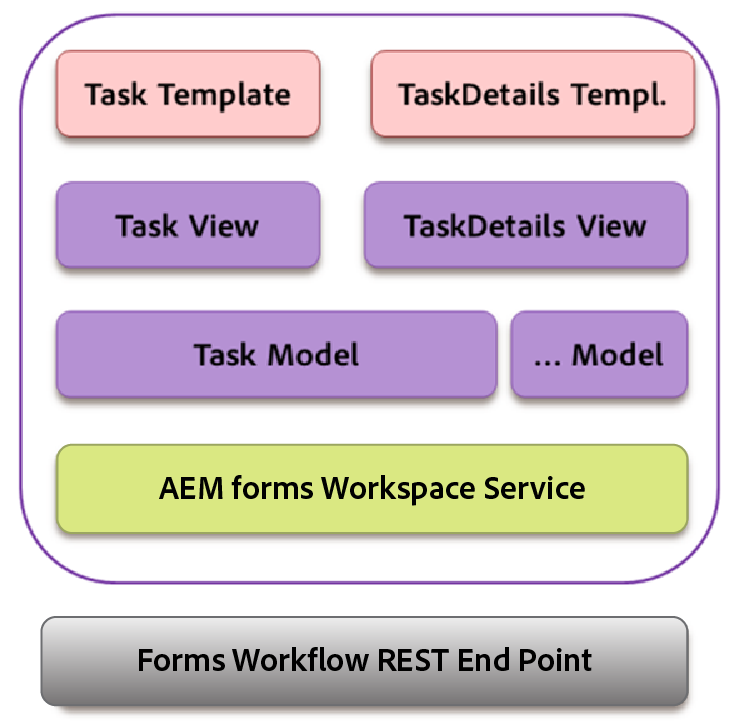 Task Template
TaskDetails Templ.
Task View
TaskDetails View
Task Model
... Model
AEM forms Workspace Service
Forms Workflow REST End Point